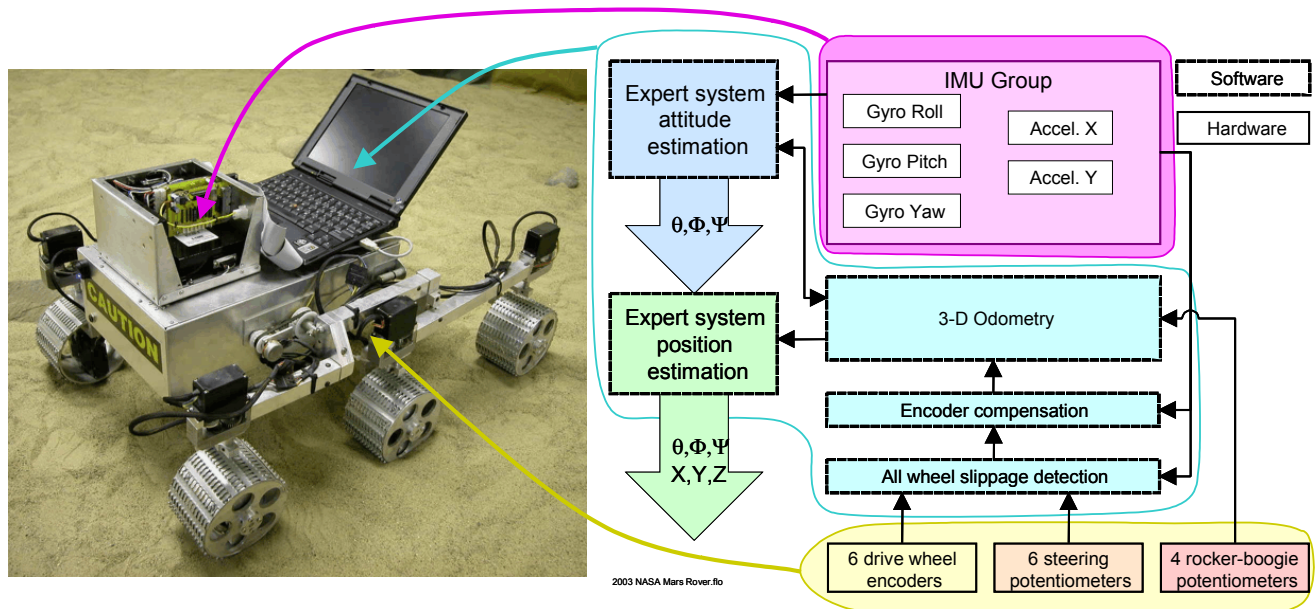 CAUTION
Expert system
attitude
estimation
θ,Φ,Ψ
Expert system
position
estimation
θ,Φ,Ψ
X,Y,Z
IMU Group
Gyro Roll
Gyro Pitch
Gyro Yaw
Accel. X
Accel. Y
Software
Hardware
3-D Odometry
Encoder compensation
All wheel slippage detection
6 drive wheel
encoders
6 steering
potentiometers
4 rocker-boogie
potentiometers
2003 NASA Mars Rover.flo